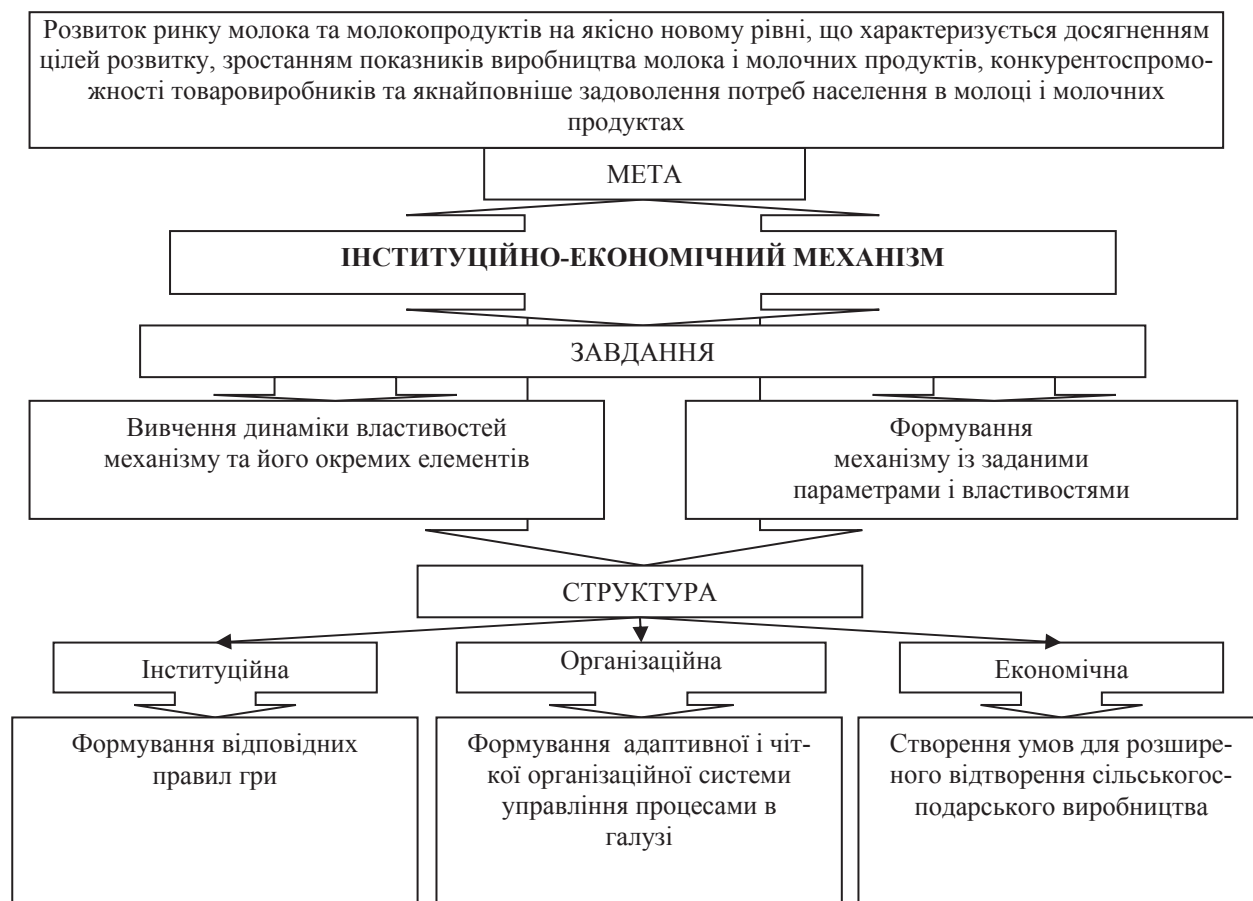 Розвиток ринку молока та молокопродуктів на якісно новому рівні, що характеризується досягненням
цілей розвитку, зростанням показників виробництва молока і молочних продуктів, конкурентоспромо-
жності товаровиробників та якнайповніше задоволення потреб населення в молоці і молочних
продуктах
МЕТА
ІНСТИТУЦІЙНО-ЕКОНОМІЧНИЙ МЕХАНІЗМ
ЗАВДАННЯ
Вивчення динаміки властивостей
механізму та його окремих елементів
Формування
механізму із заданими
параметрами і властивостями
СТРУКТУРА
Інституційна
Організаційна
Економічна
Формування відповідних
правил гри
Формування адаптивної і чіт-
кої організаційної системи
управління процесами в
галузі
Створення умов для розшире-
ного відтворення сільськогос-
подарського виробництва